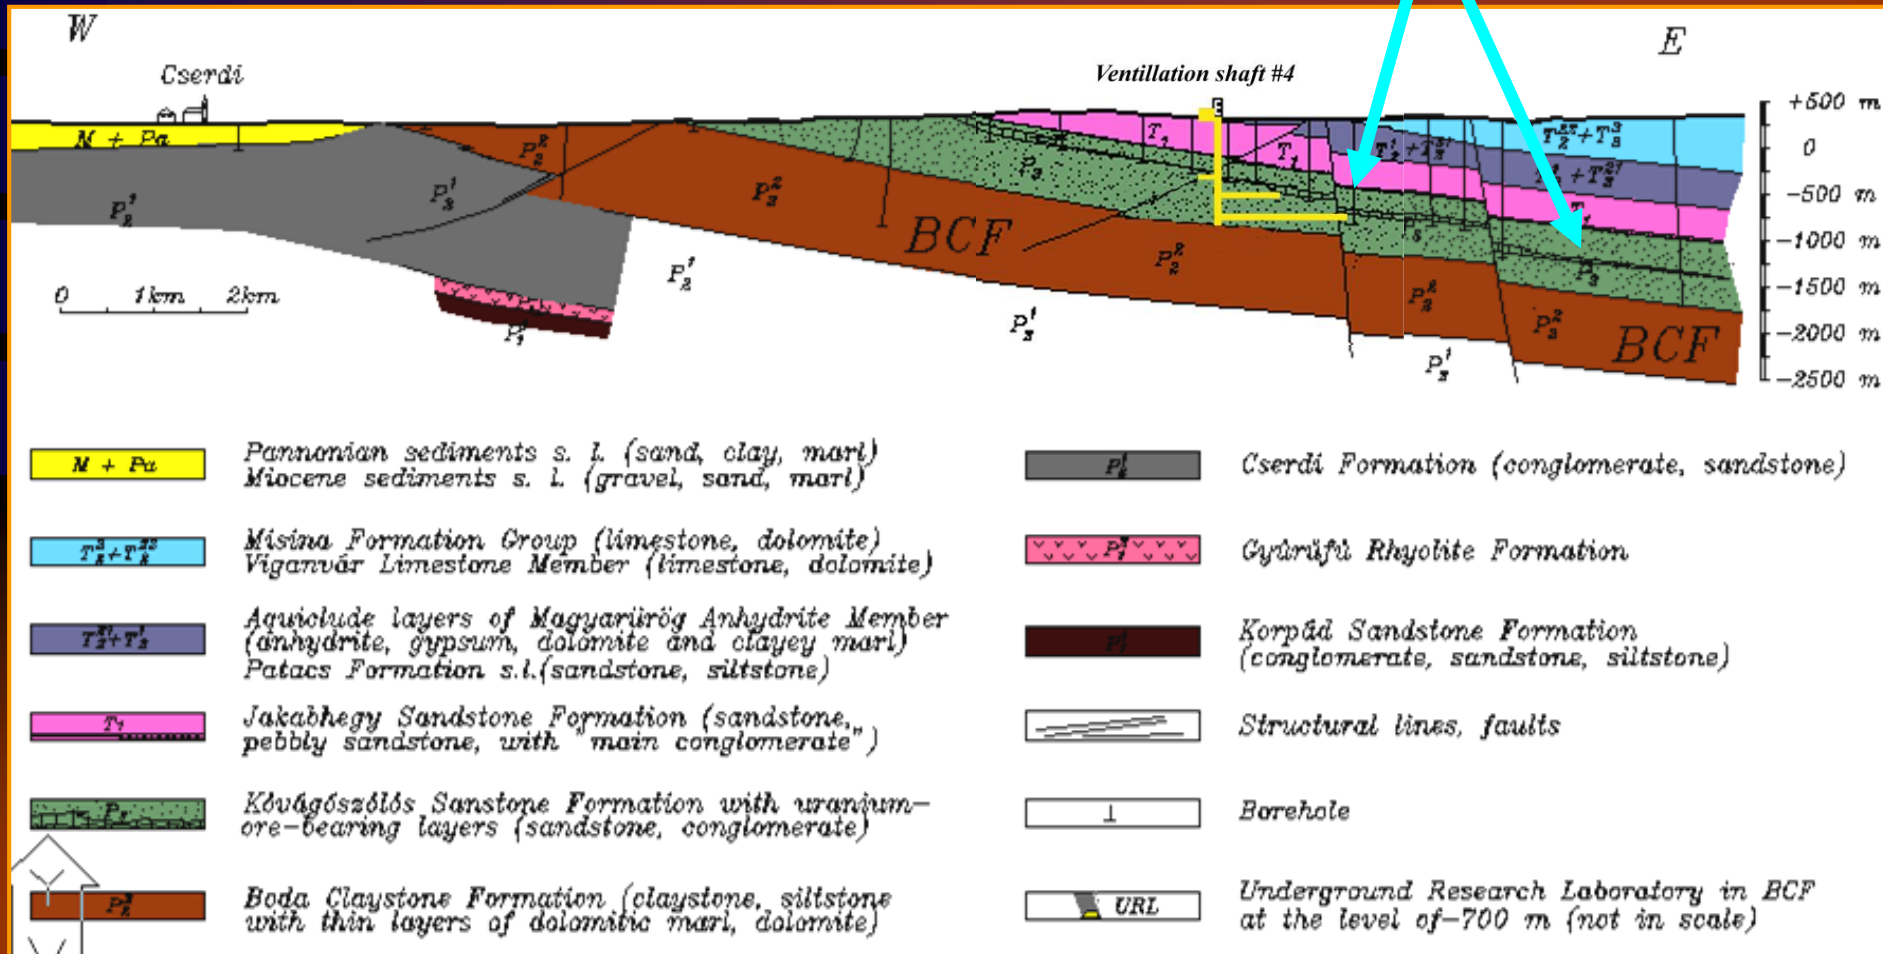 W
E
Cserdi
Ventillation shaft #4
+500 m
0
-500 m
-1000 m
-1500 m
-2000 m
-2500 m
M + Pa
BCF
BCF
0 1km 2km
M + Pa
Pannonian sediments s. l. (sand, clay, marl)
Miocene sediments s. l. (gravel, sand, marl)
Misina Formation Group (limestone, dolomite)
Viganvár Limestone Member (limestone, dolomite)
Aquiclude layers of Magyarürög Anhydrite Member
(anhydrite, gypsum, dolomite and clayey marl)
Patacs Formation s.l.(sandstone, siltstone)
T₁
Jakabhegy Sandstone Formation (sandstone,
pebbly sandstone, with "main conglomerate")
Kővágószőlős Sanstone Formation with uranium-
ore-bearing layers (sandstone, conglomerate)
Boda Claystone Formation (claystone, siltstone
with thin layers of dolomitic marl, dolomite)
Cserdi Formation (conglomerate, sandstone)
Gyűrűfű Rhyolite Formation
Korpád Sandstone Formation
(conglomerate, sandstone, siltstone)
Structural lines, faults
Borehole
URL
Underground Research Laboratory in BCF
at the level of-700 m (not in scale)